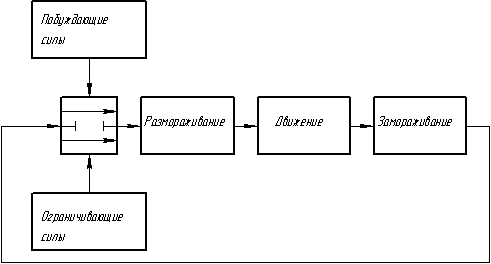 Побуждающие
силы
Размораживание
Движение
Замораживание
Ограничивающие
силы